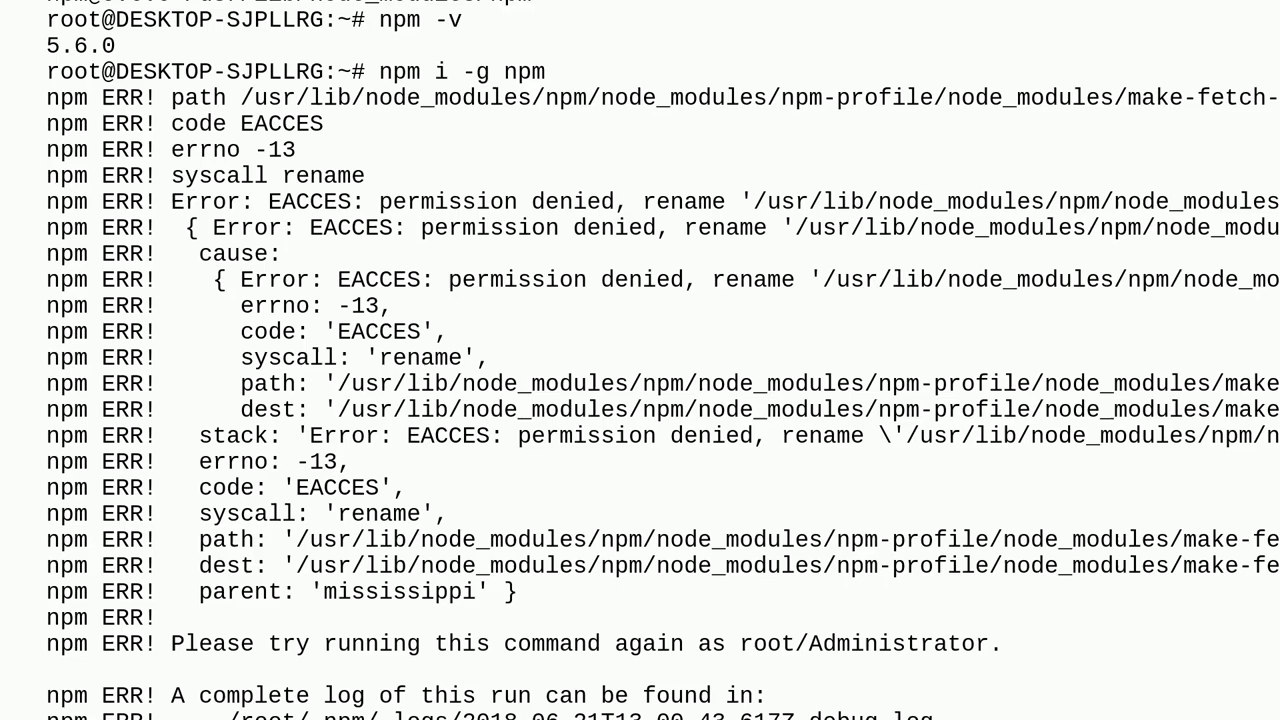 root@DESKTOP-SJPLLRG:~# npm -v
5.6.0
root@DESKTOP-SJPLLRG:~# npm i -g npm
npm ERR! path /usr/lib/node_modules/npm/node_modules/npm-profile/node_modules/make-fetch-
npm ERR! code EACCES
npm ERR! errno -13
npm ERR! syscall rename
npm ERR! Error: EACCES: permission denied, rename '/usr/lib/node_modules/npm/node_modules
npm ERR!  { Error: EACCES: permission denied, rename '/usr/lib/node_modules/npm/node_modu
npm ERR!   cause:
npm ERR!    { Error: EACCES: permission denied, rename '/usr/lib/node_modules/npm/node_mo
npm ERR!      errno: -13,
npm ERR!      code: 'EACCES',
npm ERR!      syscall: 'rename',
npm ERR!      path: '/usr/lib/node_modules/npm/node_modules/npm-profile/node_modules/make
npm ERR!      dest: '/usr/lib/node_modules/npm/node_modules/npm-profile/node_modules/make
npm ERR!   stack: 'Error: EACCES: permission denied, rename \'/usr/lib/node_modules/npm/n
npm ERR!   errno: -13,
npm ERR!   code: 'EACCES',
npm ERR!   syscall: 'rename',
npm ERR!   path: '/usr/lib/node_modules/npm/node_modules/npm-profile/node_modules/make-fe
npm ERR!   dest: '/usr/lib/node_modules/npm/node_modules/npm-profile/node_modules/make-fe
npm ERR!   parent: 'mississippi' }
npm ERR!
npm ERR! Please try running this command again as root/Administrator.
npm ERR! A complete log of this run can be found in:
npm ERR!     /root/.npm/_logs/2018-06-21T13_00_43_617Z-debug.log